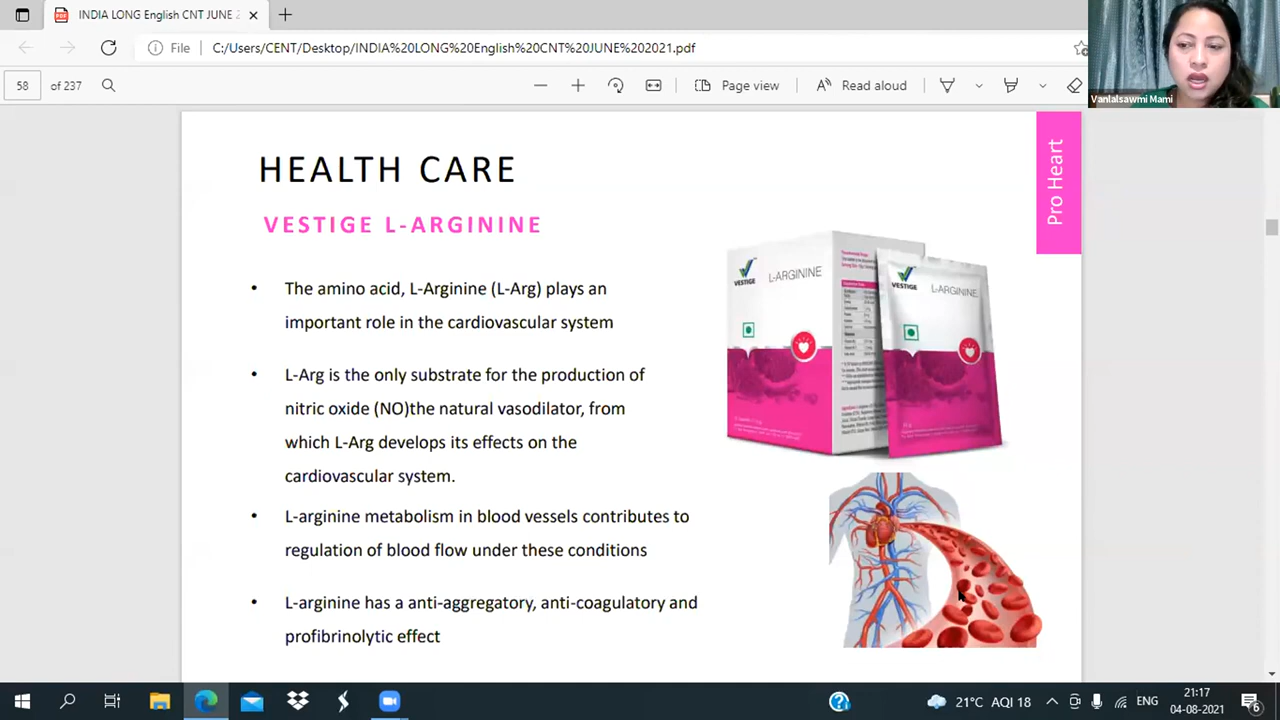 INDIA LONG English CNT JUNE 2
File
C:/Users/CENT/Desktop/INDIA%20LONG%20English%20CNT%20JUNE%202021.pdf
58
of 237
Page view
Read aloud
Vanlalsawmi Mami
Pro Heart
HEALTH CARE
VESTIGE L-ARGININE
• The amino acid, L-Arginine (L-Arg) plays an
important role in the cardiovascular system
• L-Arg is the only substrate for the production of
nitric oxide (NO)the natural vasodilator, from
which L-Arg develops its effects on the
cardiovascular system.
• L-arginine metabolism in blood vessels contributes to
regulation of blood flow under these conditions
• L-arginine has a anti-aggregatory, anti-coagulatory and
profibrinolytic effect
VESTIGE
L-ARGININE
VESTIGE
L-ARGININE
21°C AQI 18
ENG
21:17
04-08-2021
6